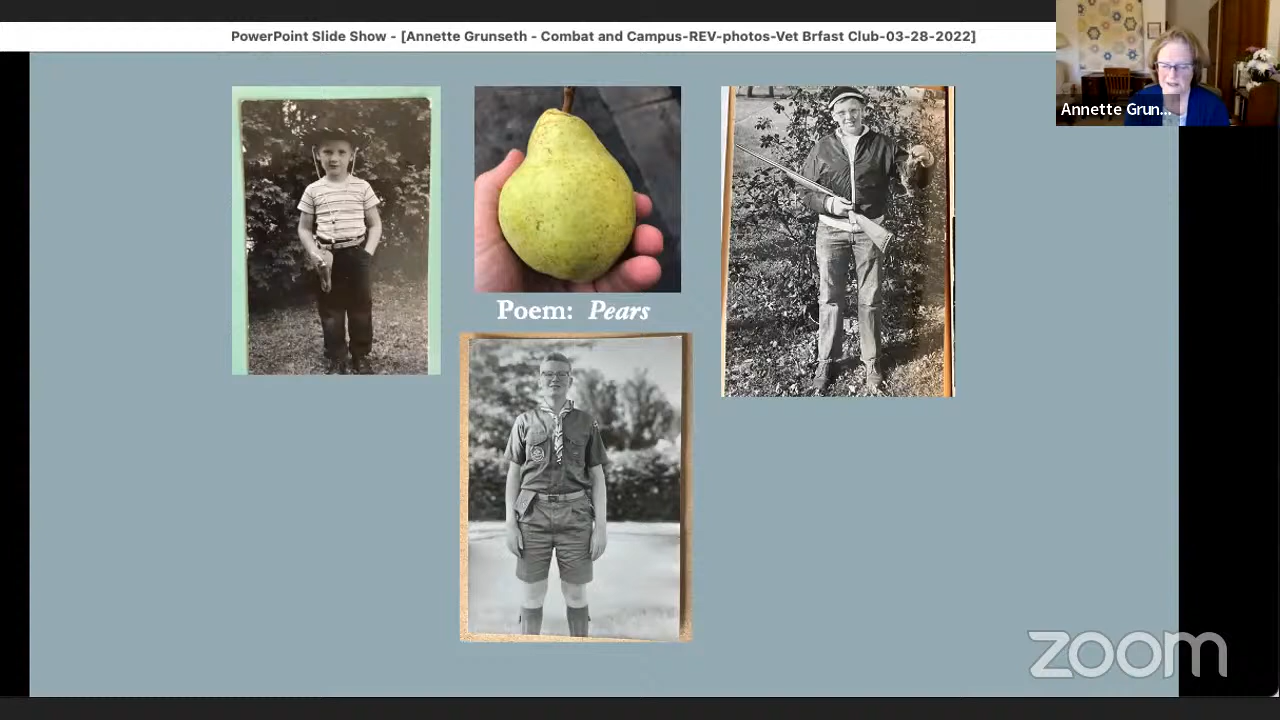 PowerPoint Slide Show - [Annette Grunseth - Combat and Campus-REV-photos-Vet Brfast Club-03-28-2022]
Annette Grun...
Poem: Pears
zoom